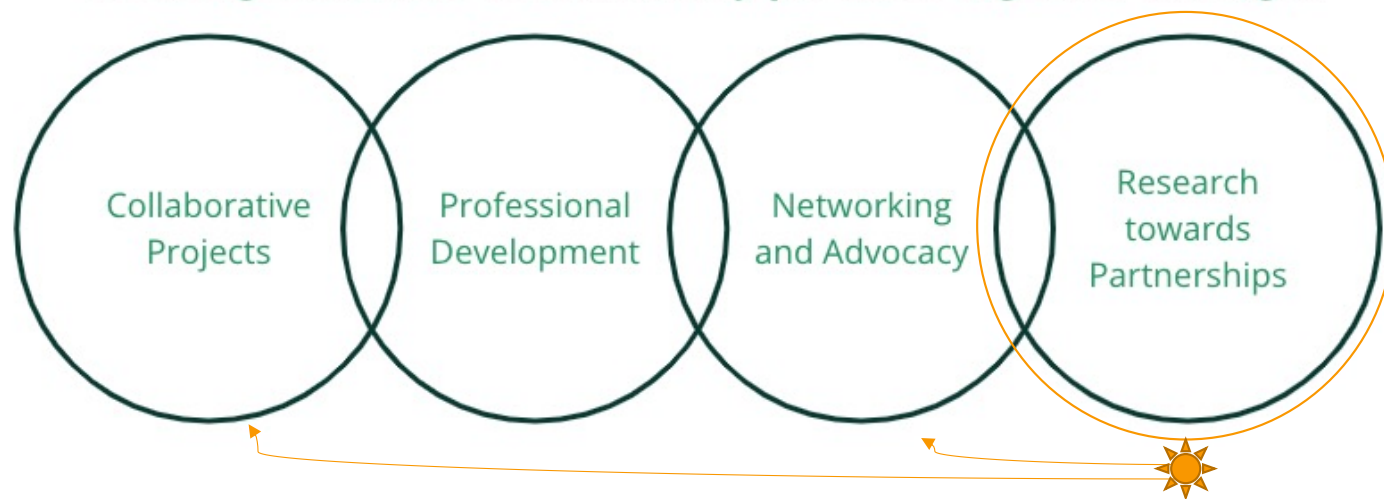 Collaborative
Projects
Professional
Development
Networking
and Advocacy
Research
towards
Partnerships